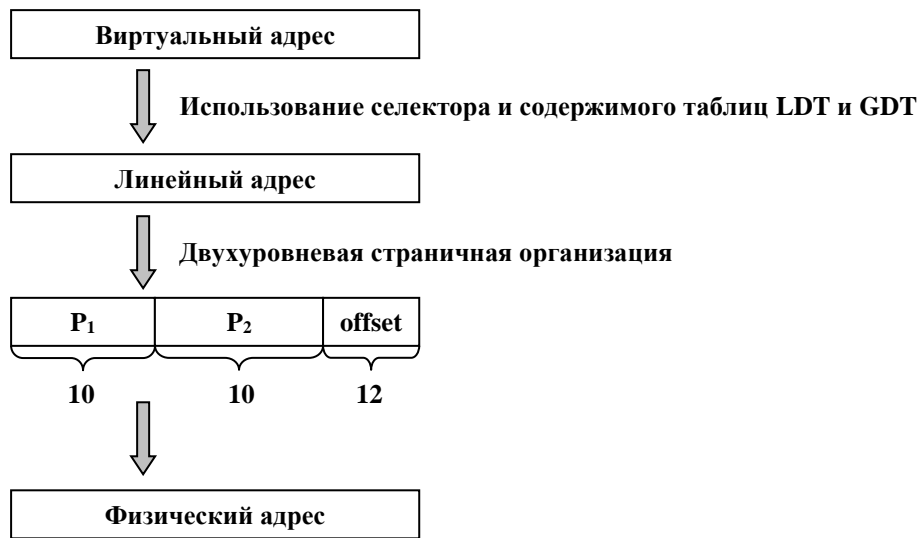 Виртуальный адрес
Использование селектора и содержимого таблиц LDT и GDT
Линейный адрес
Двухуровневая страничная организация
P₁ P₂ offset
10 10 12
Физический адрес